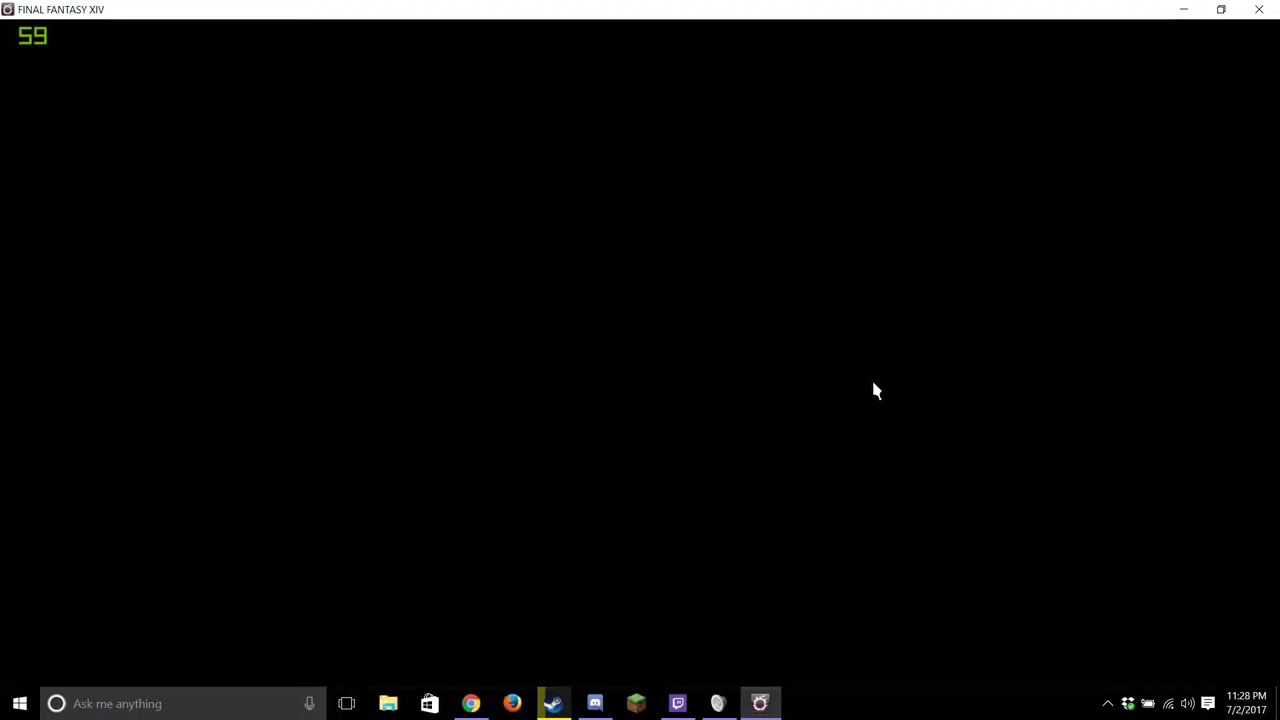 FINAL FANTASY XIV
59
Ask me anything
11:28 PM
7/2/2017